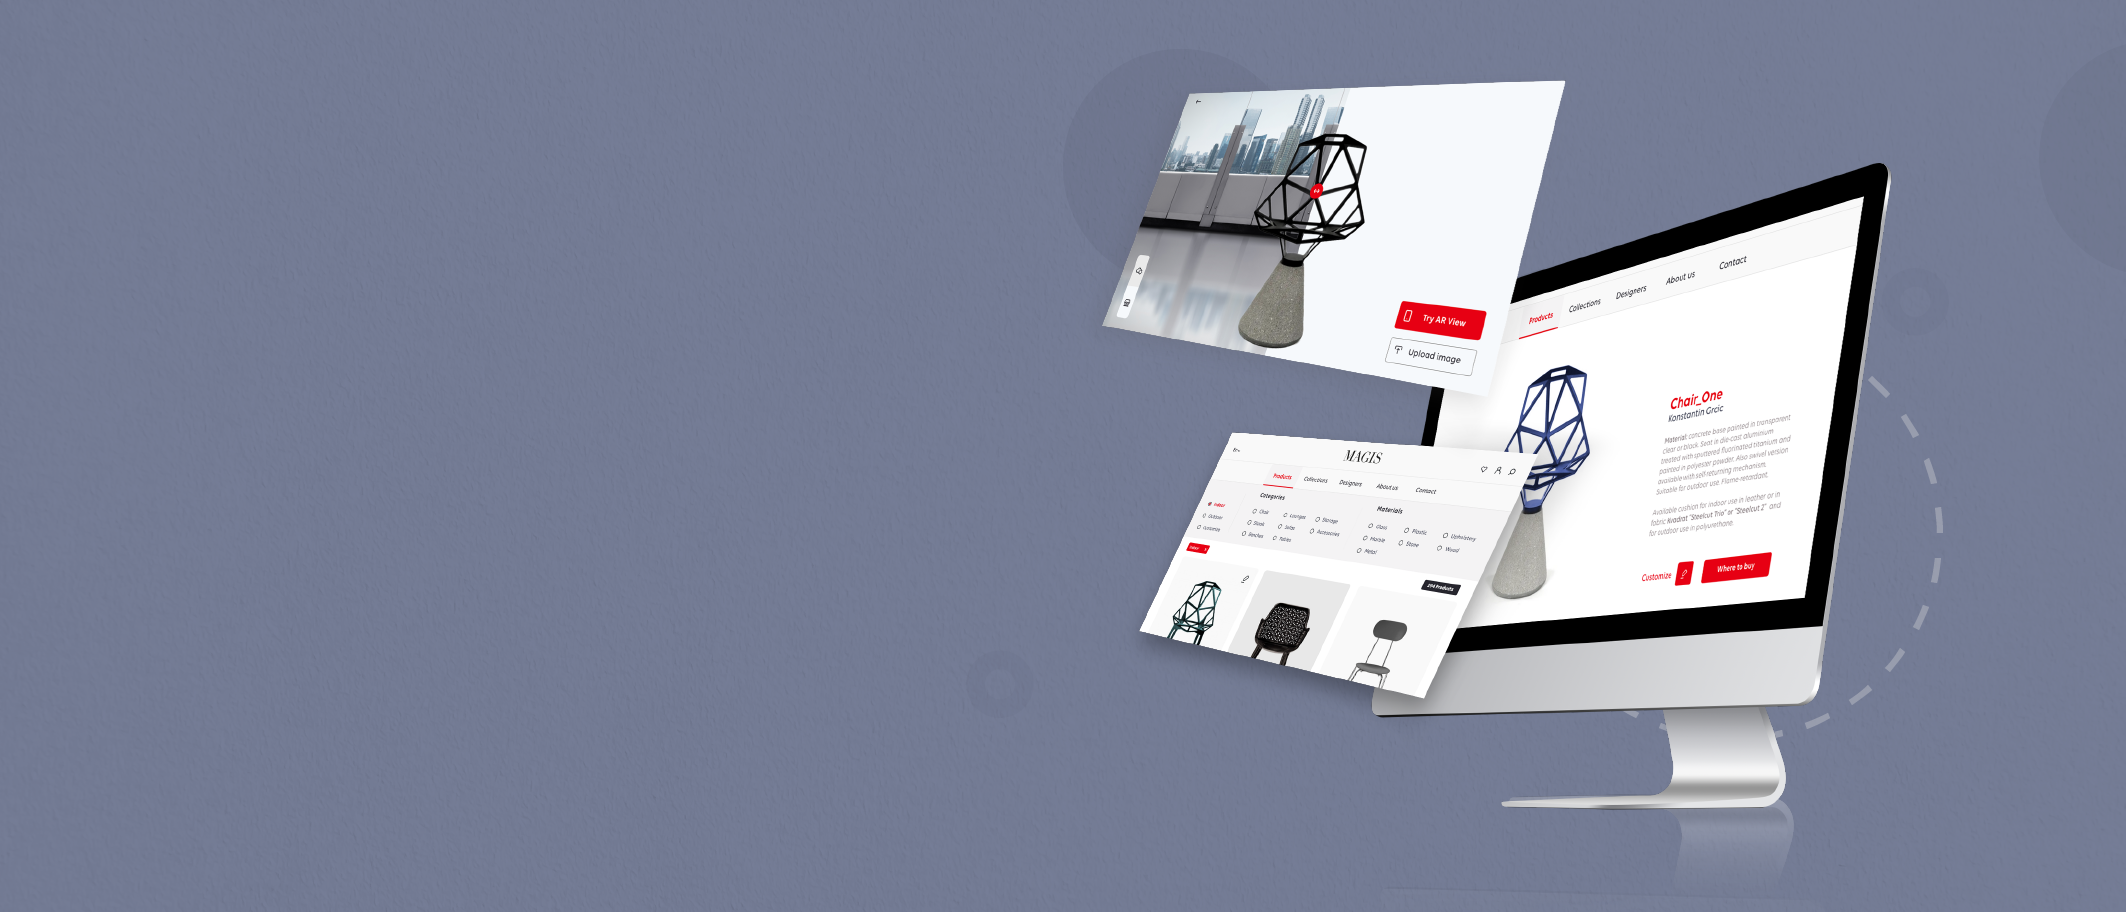 Try AR View
Upload image
Products
Collections
Designers
About us
Contact
Chair_One
Konstantin Grcic
Material: concrete base painted in transparent
clear or black. Seat in die-cast aluminium
treated with sputtered fluorinated titanium and
painted in polyester powder. Also swivel version
available with self-returning mechanism.
Suitable for outdoor use. Flame-retardant.
Available cushion for indoor use in leather or in
fabric Kvadrat "Steelcut Trio" or "Steelcut 2" and
for outdoor use in polyurethane.
Customize
Where to buy
MAGIS
Products
Collections
Designers
About us
Contact
Categories
Materials
Indoor
Outdoor
Customize
Chair
Lounges
Storage
Stools
Sofas
Accessories
Benches
Tables
Glass
Plastic
Upholstery
Marble
Stone
Wood
Metal
204 Products